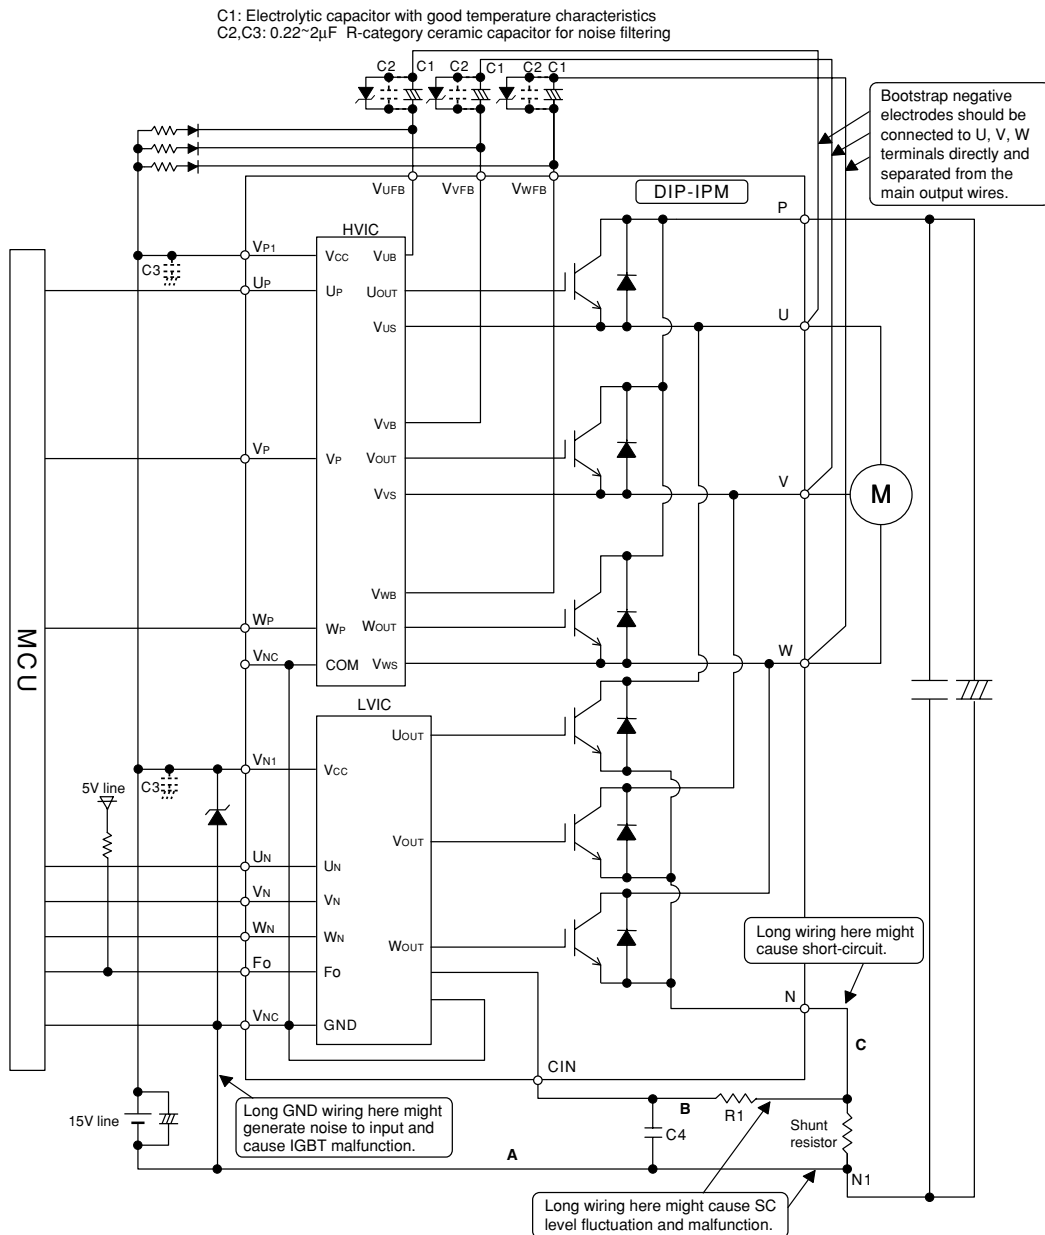 C1: Electrolytic capacitor with good temperature characteristics
C2,C3: 0.22~2μF R-category ceramic capacitor for noise filtering
C2 C1 C2 C1 C2 C1
Bootstrap negative
electrodes should be
connected to U, V, W
terminals directly and
separated from the
main output wires.
VUFB VVFB VWFB
DIP-IPM
P
HVIC
VP1
VCC
VUB
C3
UP
UP
UOUT
U
VUS
VVB
VP
VP
VOUT
V
VVS
M
VWB
WP
WP
WOUT
W
VNC
COM
VWS
MCU
LVIC
UOUT
VN1
VCC
C3
5V line
VOUT
UN
UN
VN
VN
WN
WN
WOUT
Long wiring here might
cause short-circuit.
FO
FO
N
VNC
GND
C
CIN
15V line
Long GND wiring here might
generate noise to input and
cause IGBT malfunction.
B
R1
C4
Shunt
resistor
A
N1
Long wiring here might cause SC
level fluctuation and malfunction.